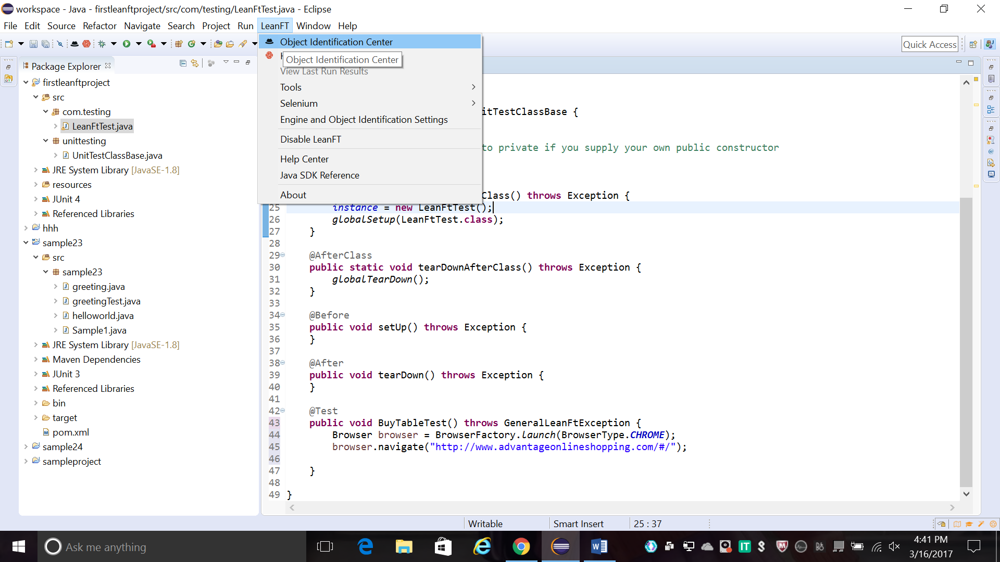 workspace - Java - firstleanftproject/src/com/testing/LeanFtTest.java - Eclipse
File Edit Source Refactor Navigate Search Project Run LeanFT Window Help
Quick Access
Object Identification Center
Object Identification Center
View Last Run Results
Tools
Selenium
Engine and Object Identification Settings
Disable LeanFT
Help Center
Java SDK Reference
About
Package Explorer
firstleanftproject
src
com.testing
LeanFtTest.java
unittesting
UnitTestClassBase.java
JRE System Library [JavaSE-1.8]
resources
JUnit 4
Referenced Libraries
hhh
sample23
src
sample23
greeting.java
greetingTest.java
helloworld.java
Sample1.java
JRE System Library [JavaSE-1.8]
Maven Dependencies
JUnit 3
Referenced Libraries
bin
target
pom.xml
sample24
sampleproject
itTestClassBase {
to private if you supply your own public constructor
Class() throws Exception {
25 instance = new LeanFtTest();
26 globalSetup(LeanFtTest.class);
27 }
28
29 @AfterClass
30 public static void tearDownAfterClass() throws Exception {
31 globalTearDown();
32 }
33
34 @Before
35 public void setUp() throws Exception {
36 }
37
38 @After
39 public void tearDown() throws Exception {
40 }
41
42 @Test
43 public void BuyTableTest() throws GeneralLeanFtException {
44 Browser browser = BrowserFactory.launch(BrowserType.CHROME);
45 browser.navigate("http://www.advantageonlineshopping.com/#/");
46
47 }
48
49 }
Writable Smart Insert 25 : 37
Ask me anything
4:41 PM
3/16/2017